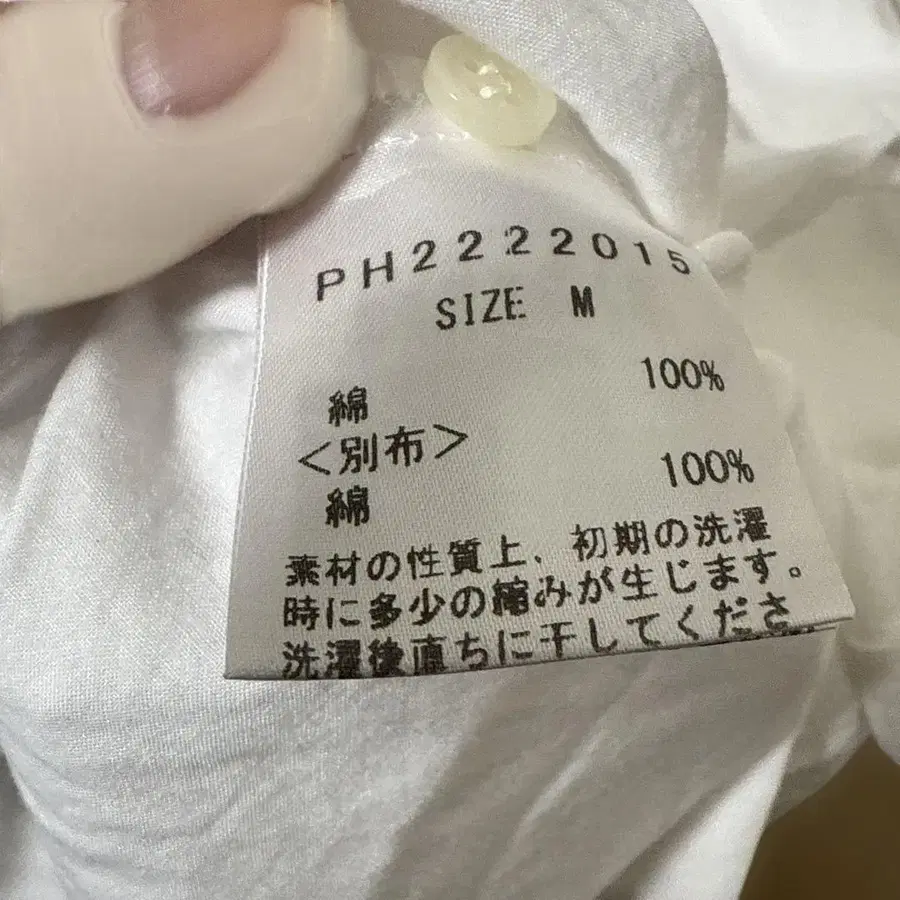 PH2222015
SIZE M
綿 100%
<別布>
綿 100%
素材の性質上、初期の洗濯
時に多少の縮みが生じます。
洗濯後直ちに干してくださ